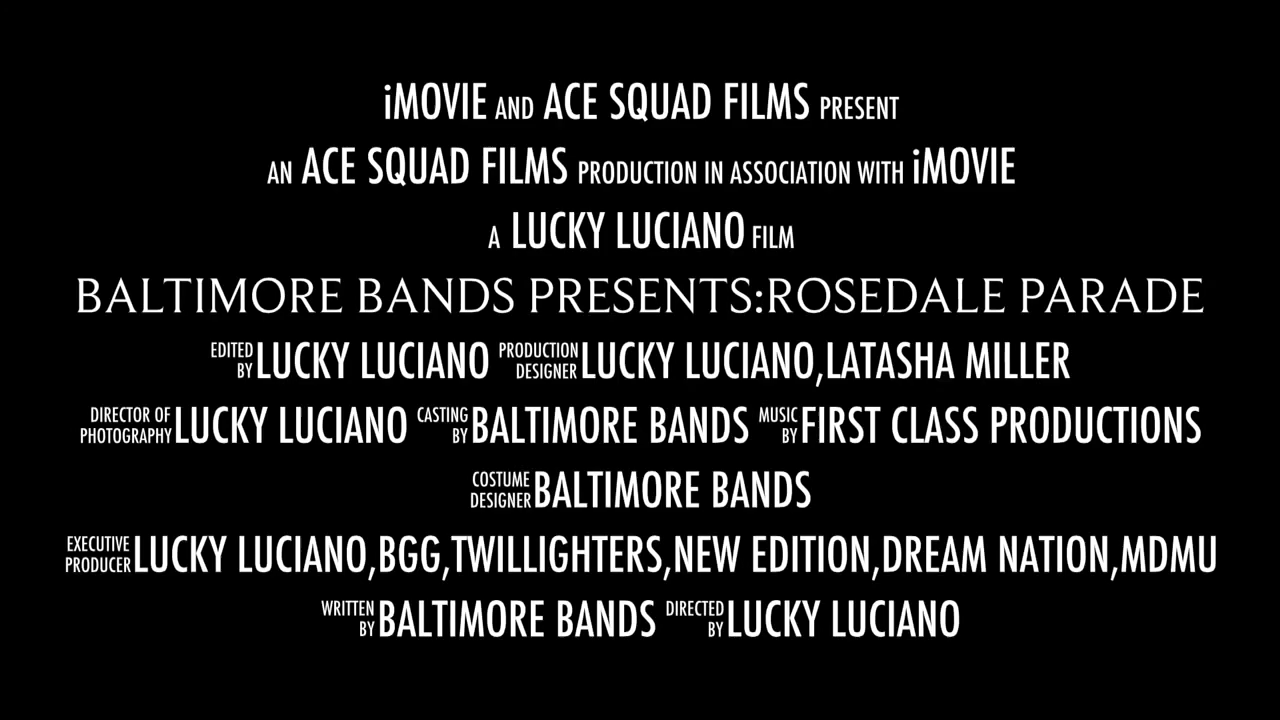 iMOVIE AND ACE SQUAD FILMS PRESENT
AN ACE SQUAD FILMS PRODUCTION IN ASSOCIATION WITH iMOVIE
A LUCKY LUCIANO FILM
BALTIMORE BANDS PRESENTS:ROSEDALE PARADE
EDITED BY LUCKY LUCIANO PRODUCTION DESIGNER LUCKY LUCIANO,LATASHA MILLER
DIRECTOR OF PHOTOGRAPHY LUCKY LUCIANO CASTING BY BALTIMORE BANDS MUSIC BY FIRST CLASS PRODUCTIONS
COSTUME DESIGNER BALTIMORE BANDS
EXECUTIVE PRODUCER LUCKY LUCIANO,BGG,TWILLIGHTERS,NEW EDITION,DREAM NATION,MDMU
WRITTEN BY BALTIMORE BANDS DIRECTED BY LUCKY LUCIANO